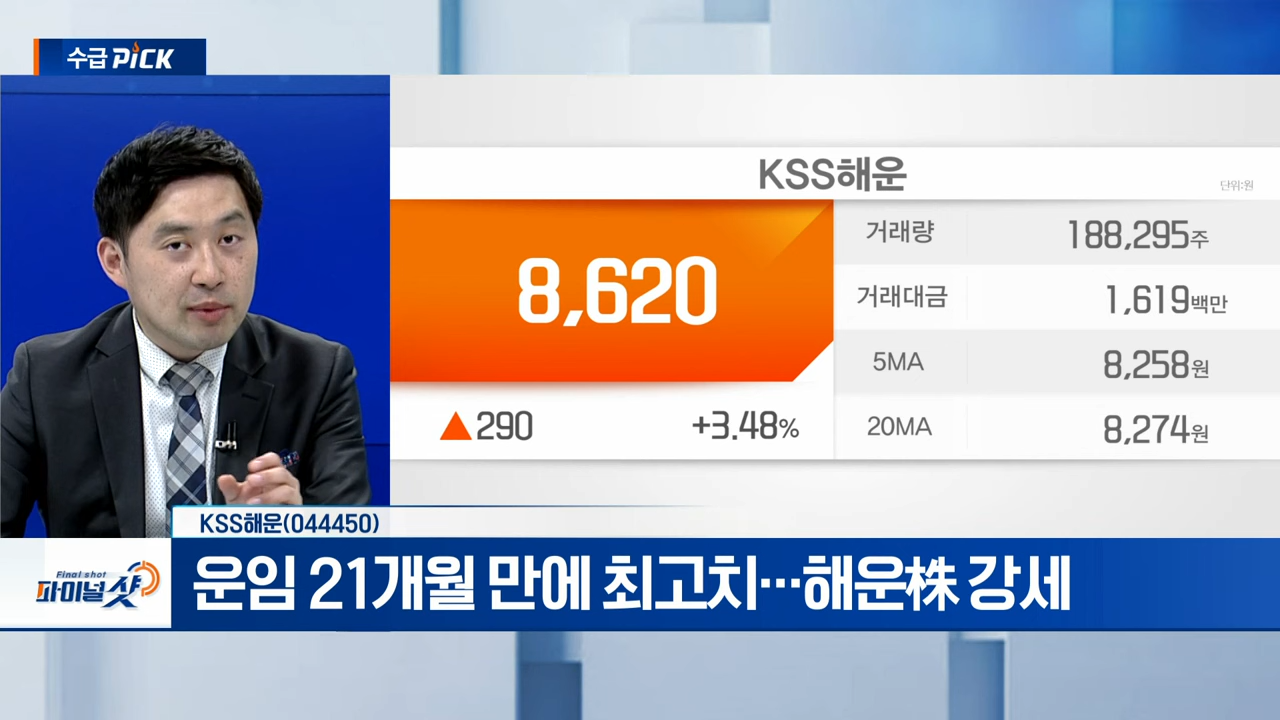 수급 PiCK
KSS해운
단위:원
8,620
▲290 +3.48%
거래량 188,295주
거래대금 1,619백만
5MA 8,258원
20MA 8,274원
KSS해운(044450)
Final shot
파이널샷
운임 21개월 만에 최고치…해운株 강세